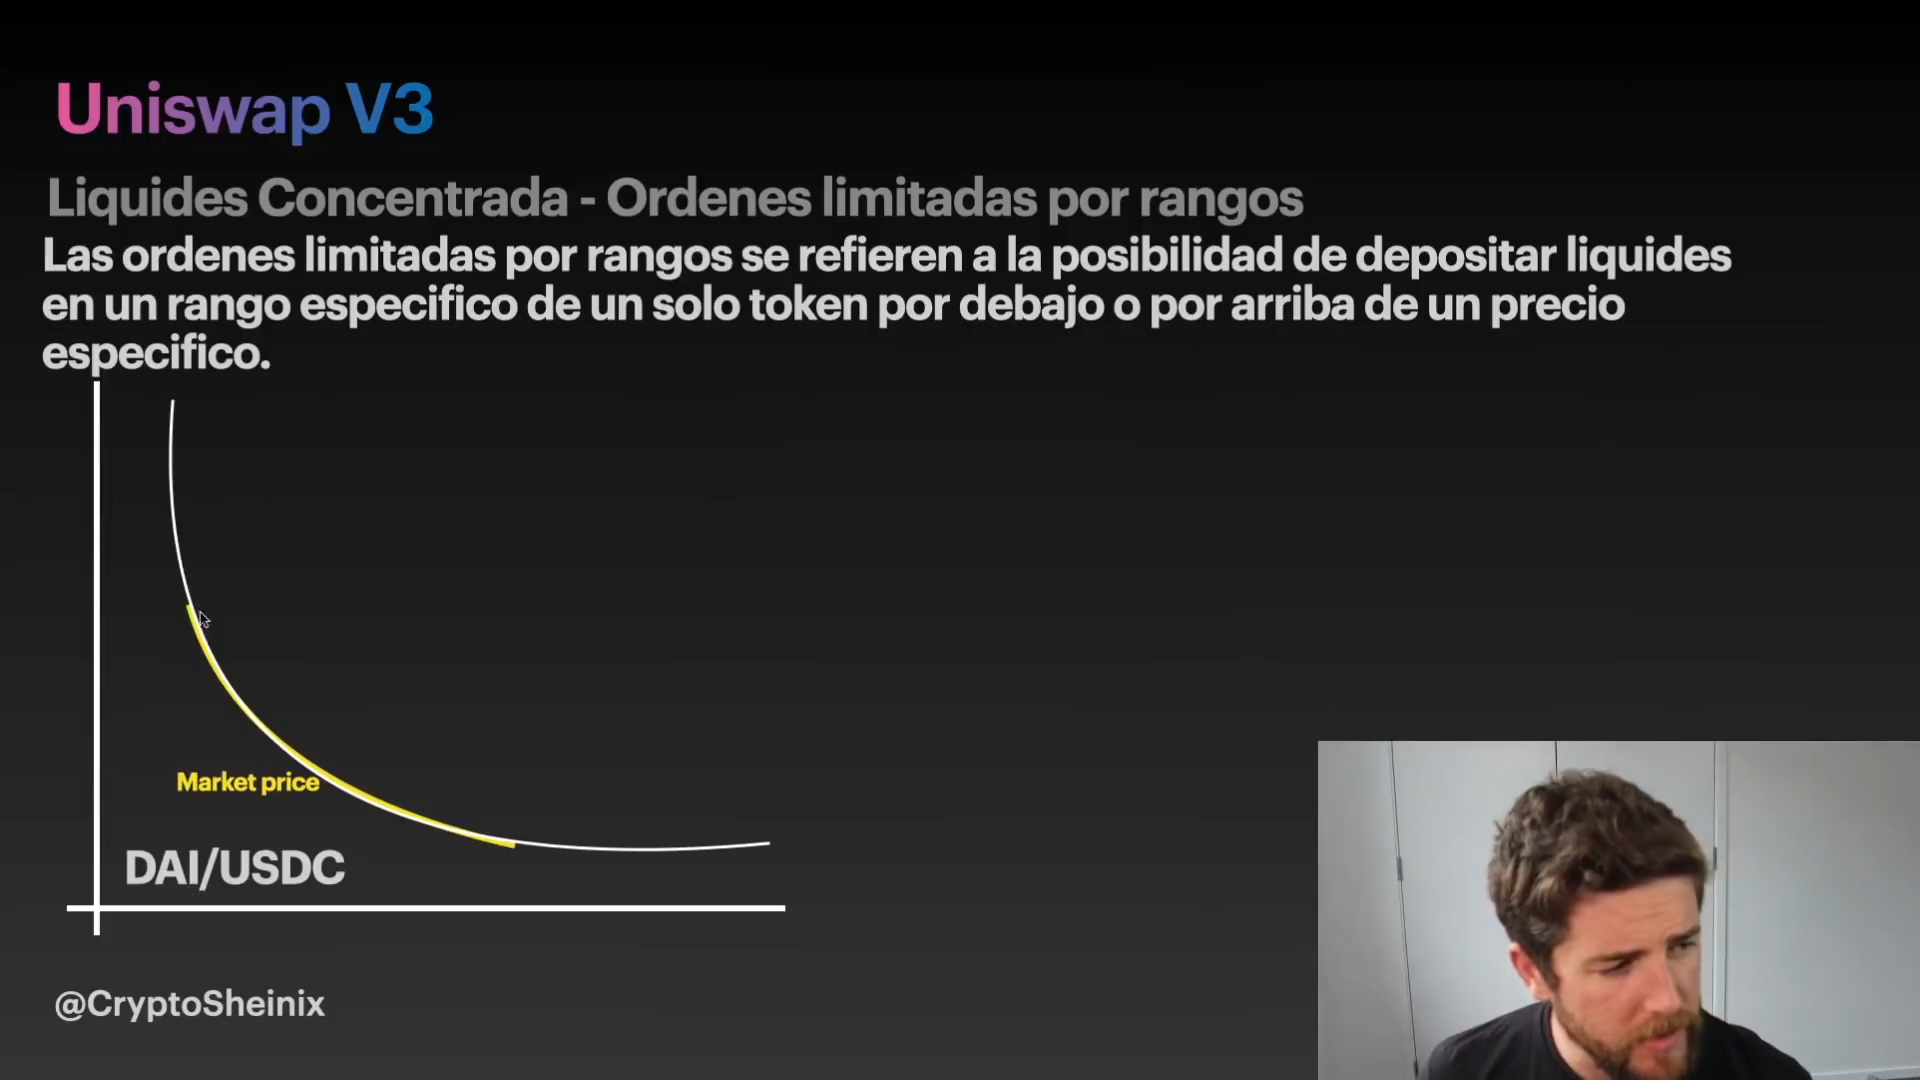 Uniswap V3
Liquides Concentrada - Ordenes limitadas por rangos
Las ordenes limitadas por rangos se refieren a la posibilidad de depositar liquides
en un rango especifico de un solo token por debajo o por arriba de un precio
especifico.
Market price
DAI/USDC
@CryptoSheinix